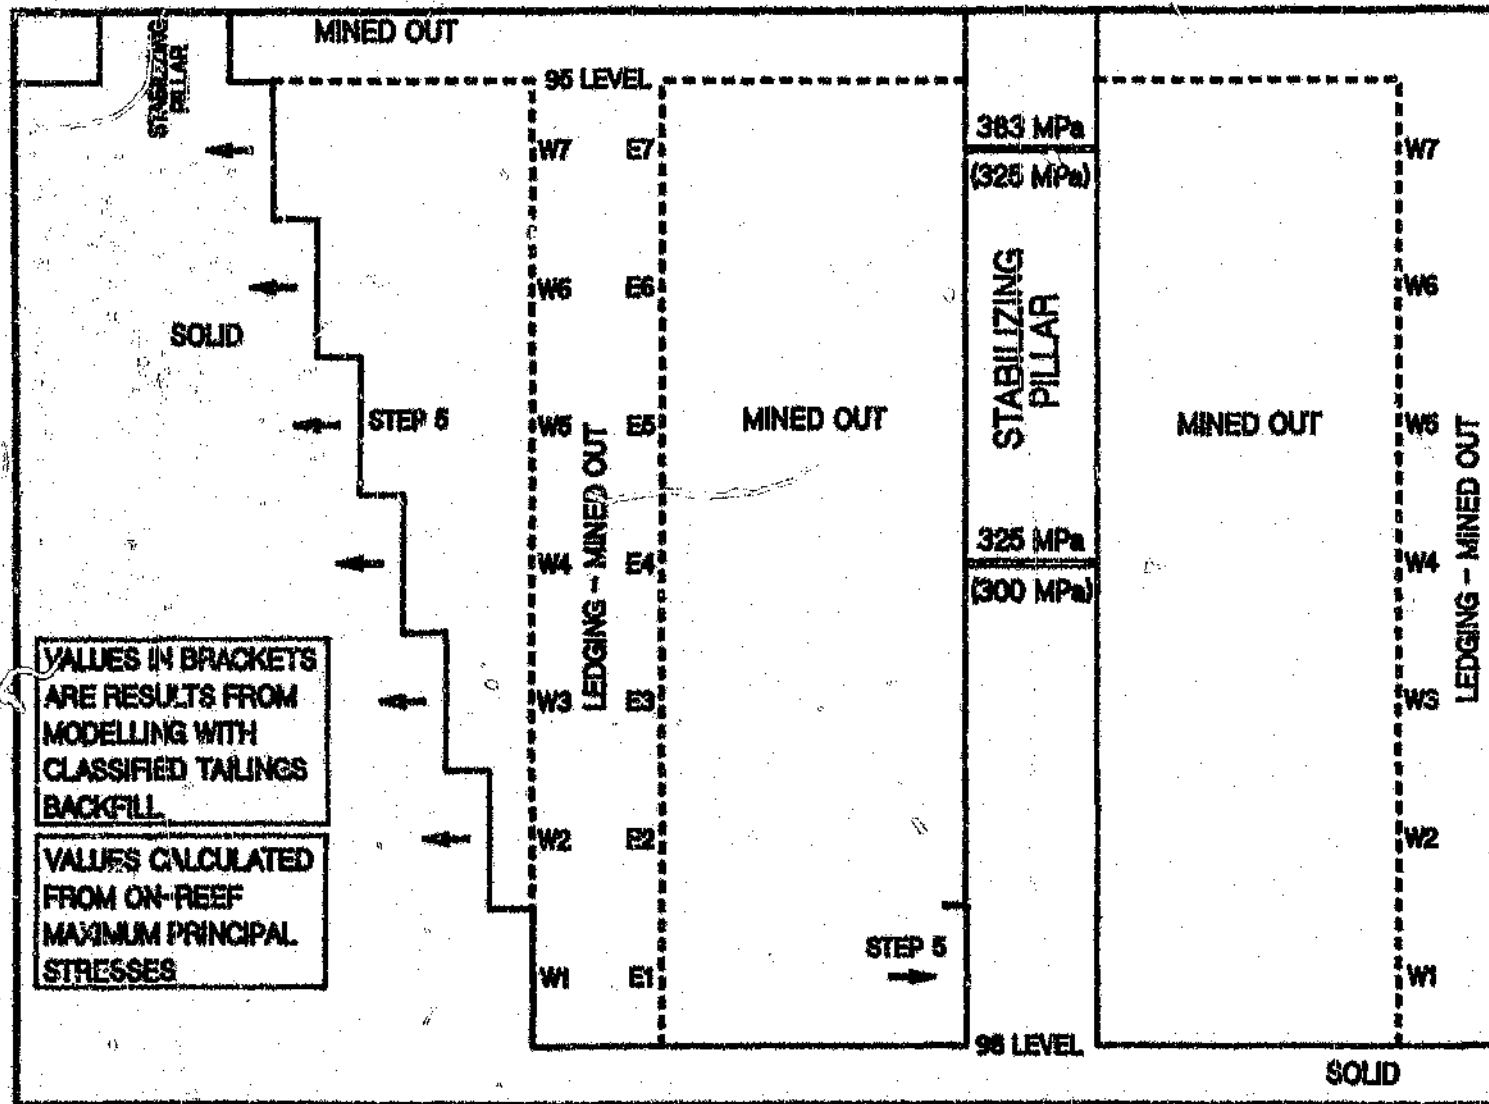 MINED OUT
STABILIZING
PILLAR
95 LEVEL
W7 E7
383 MPa
(325 MPa)
W7
W6 E6
W6
SOLID
STABILIZING
PILLAR
STEP 5
W5 E5
MINED OUT
MINED OUT
W5
LEDGING - MINED OUT
LEDGING - MINED OUT
W4 E4
325 MPa
(300 MPa)
W4
VALUES IN BRACKETS
ARE RESULTS FROM
MODELLING WITH
CLASSIFIED TAILINGS
BACKFILL.
W3 E3
W3
W2 E2
W2
VALUES CALCULATED
FROM ON-REEF
MAXIMUM PRINCIPAL
STRESSES
STEP 5
W1 E1
W1
98 LEVEL
SOLID